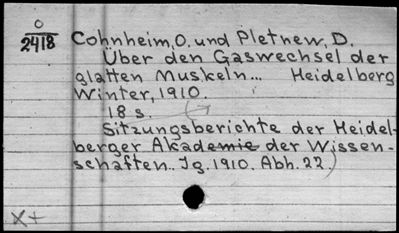 O
2418
Cohnheim, O. und Pletnew, D.
Über den Gaswechsel der
glatten Muskeln... Heidelberg
Winter, 1910.
18 s. (
Sitzungsberichte der Heidel-
berger Akademie der Wissen-
schaften. Jg. 1910. Abh. 22)
X+